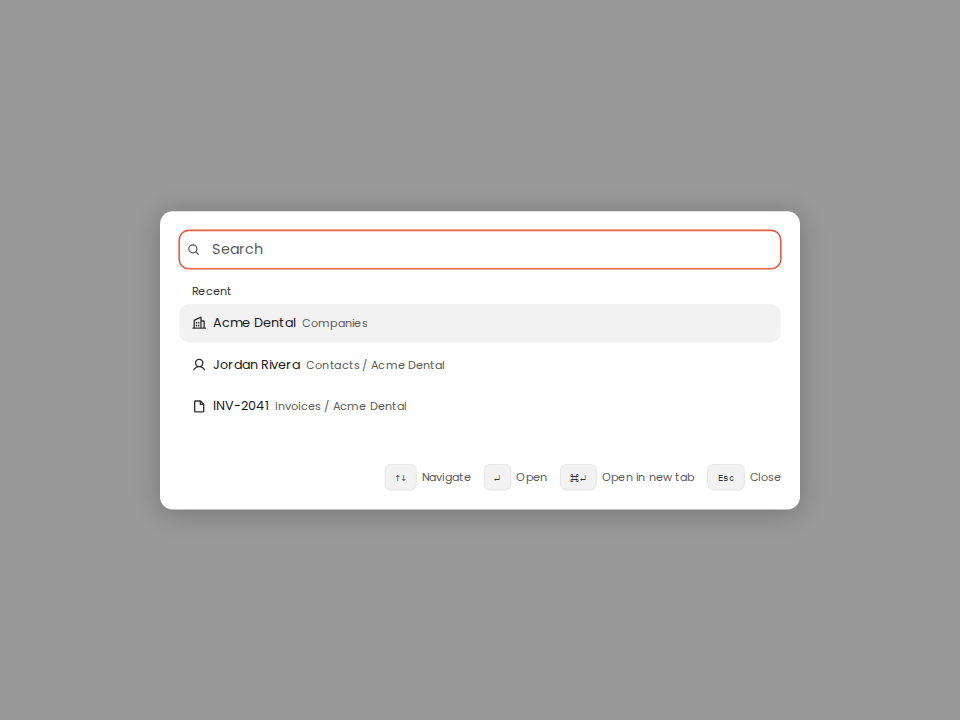 Search
Recent
Acme Dental Companies
Jordan Rivera Contacts / Acme Dental
INV-2041 Invoices / Acme Dental
↑↓ Navigate ↵ Open ⌘↵ Open in new tab Esc Close